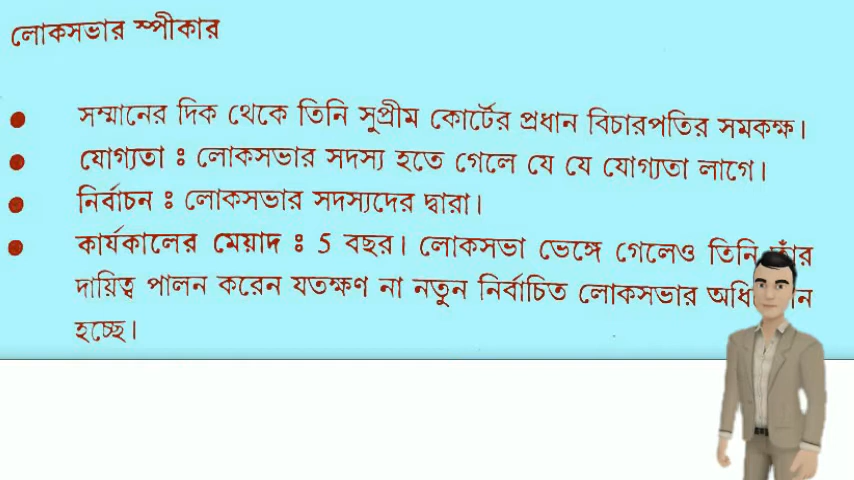 লোকসভার স্পীকার
● সম্মানের দিক থেকে তিনি সুপ্রীম কোর্টের প্রধান বিচারপতির সমকক্ষ।
● যোগ্যতা ঃ লোকসভার সদস্য হতে গেলে যে যে যোগ্যতা লাগে।
● নির্বাচন ঃ লোকসভার সদস্যদের দ্বারা।
● কার্যকালের মেয়াদ ঃ 5 বছর। লোকসভা ভেঙ্গে গেলেও তিনি তাঁর
দায়িত্ব পালন করেন যতক্ষণ না নতুন নির্বাচিত লোকসভার
হচ্ছে।